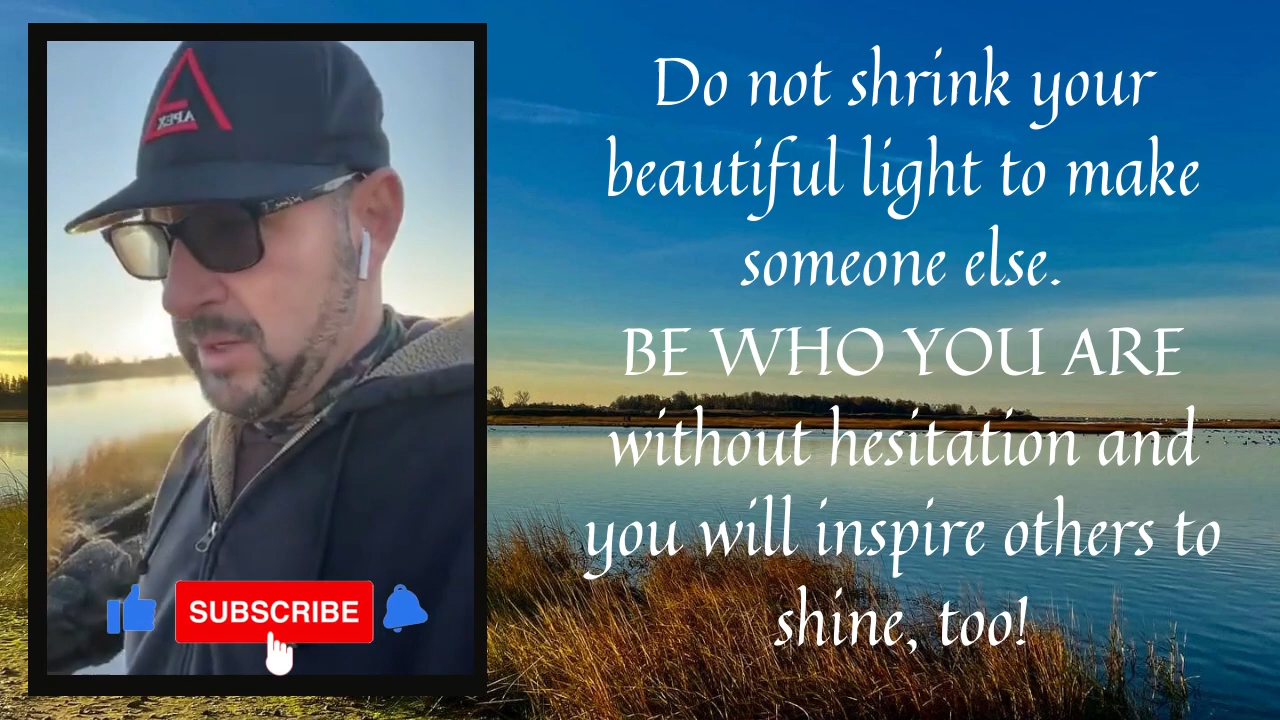 APEX
SUBSCRIBE
Do not shrink your
beautiful light to make
someone else.
BE WHO YOU ARE
without hesitation and
you will inspire others to
shine, too!